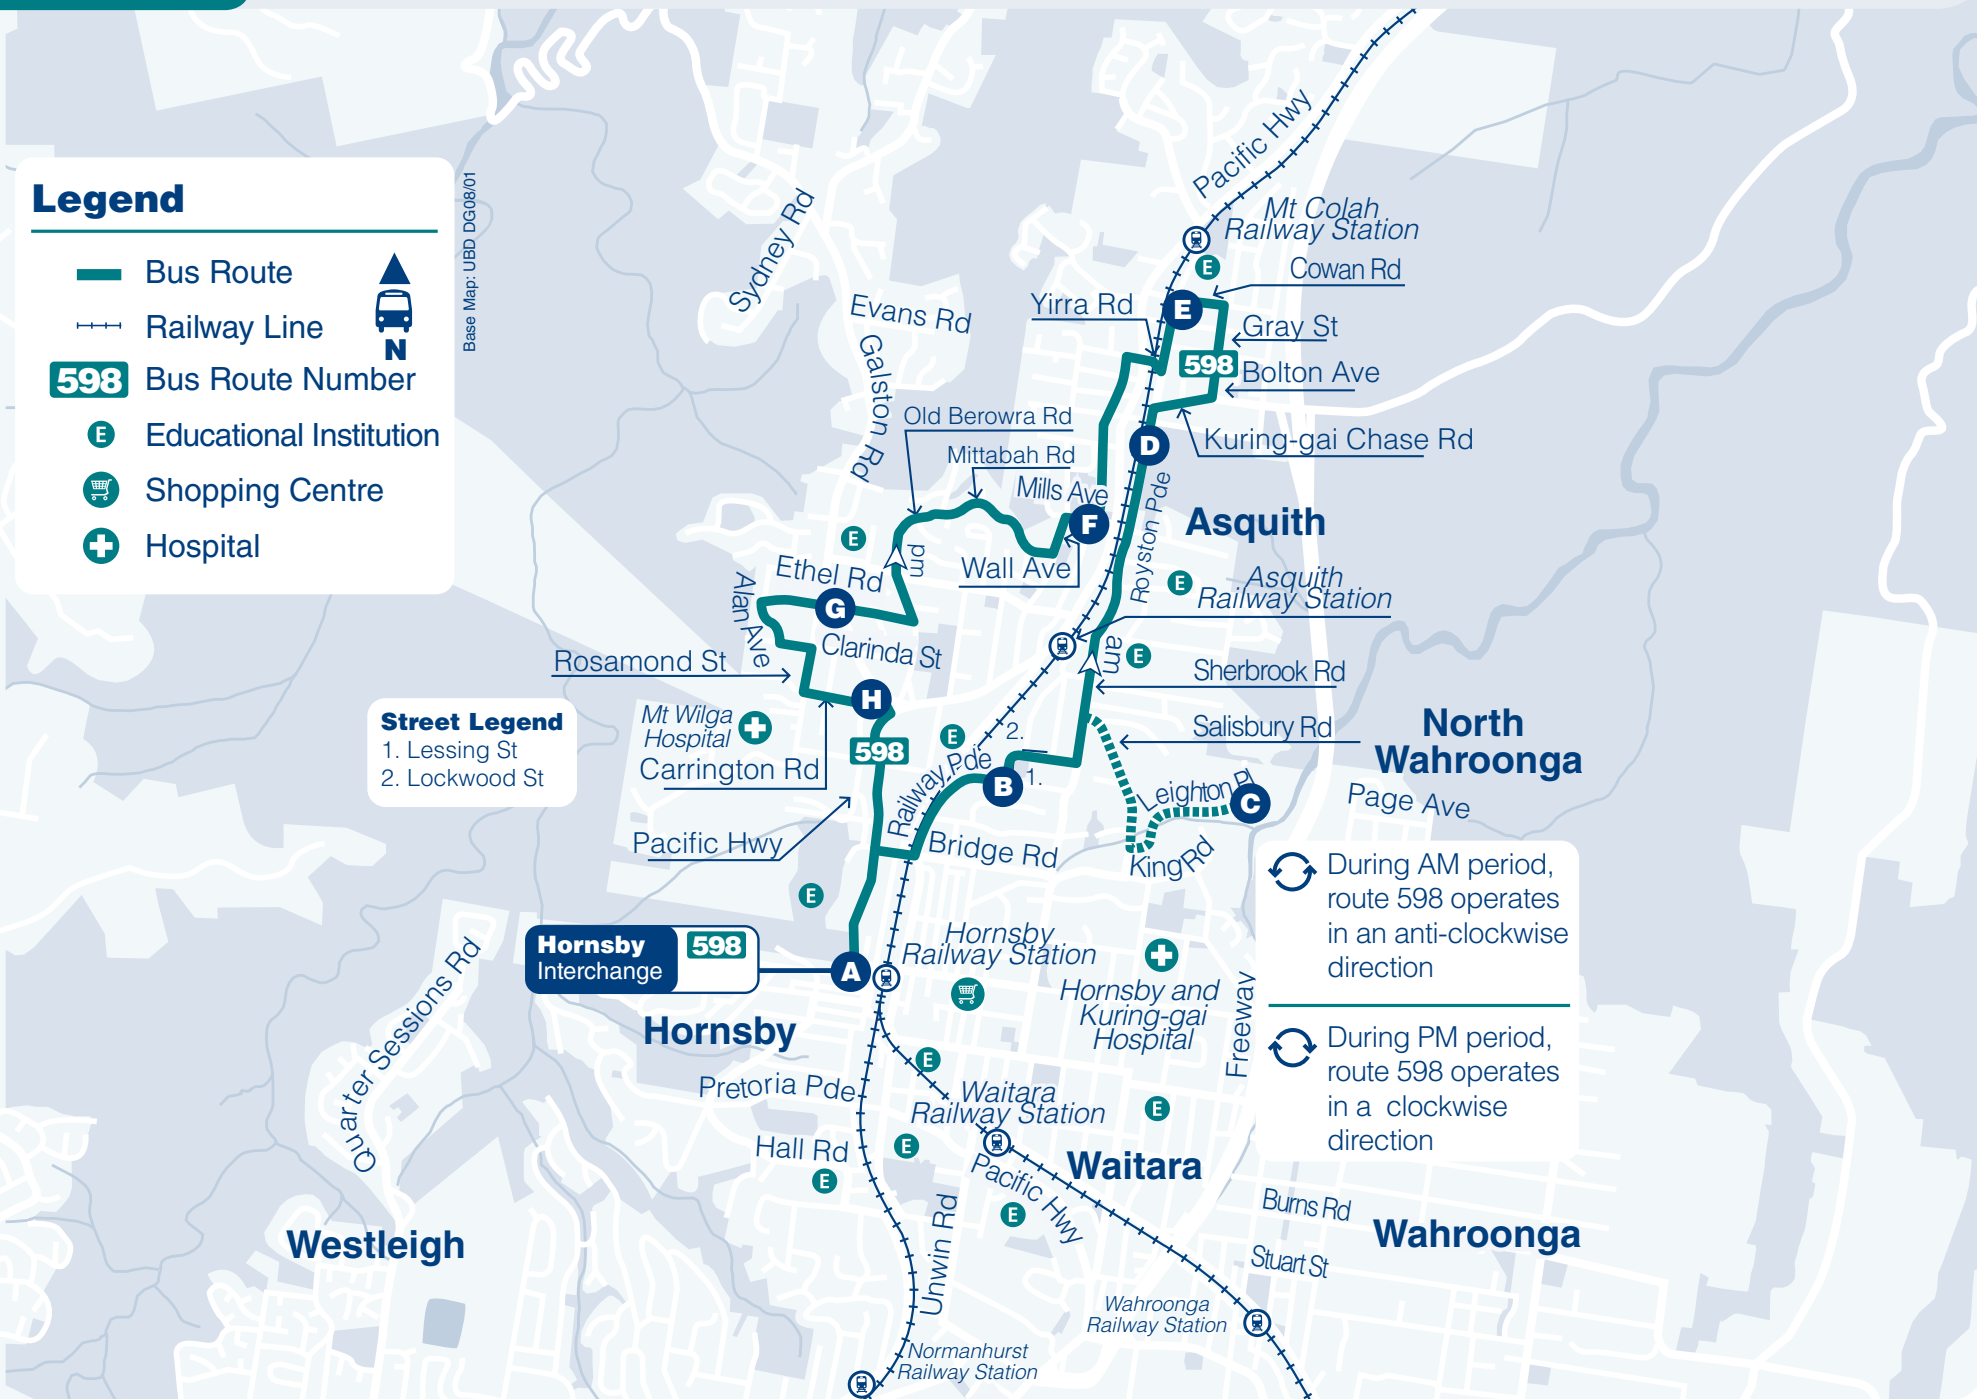 Legend
Bus Route
Railway Line
N
598 Bus Route Number
E Educational Institution
Shopping Centre
Hospital
Base Map: UBD DG08/01
Street Legend
1. Lessing St
2. Lockwood St
Pacific Hwy
Mt Colah
Railway Station
E
Cowan Rd
Sydney Rd
Evans Rd
Yirra Rd
E
Gray St
598
Bolton Ave
Galston Rd
Old Berowra Rd
Mittabah Rd
Mills Ave
D
Kuring-gai Chase Rd
Royston Pde
Asquith
F
E
pm
Wall Ave
Ethel Rd
Alan Ave
G
Clarinda St
E
Asquith
Railway Station
am
E
Rosamond St
Sherbrook Rd
H
Mt Wilga
Hospital
Salisbury Rd
North
Wahroonga
598
E
2.
Carrington Rd
Railway Pde
B
1.
Leighton Pl
C
Page Ave
Pacific Hwy
Bridge Rd
King Rd
During AM period,
route 598 operates
in an anti-clockwise
direction
During PM period,
route 598 operates
in a clockwise
direction
E
Hornsby
Interchange
598
A
Hornsby
Railway Station
Hornsby and
Kuring-gai
Hospital
Freeway
Quarter Sessions Rd
Hornsby
E
Pretoria Pde
Waitara
Railway Station
E
Hall Rd
E
E
Pacific Hwy
Waitara
E
Unwin Rd
Burns Rd
Wahroonga
Stuart St
Westleigh
Wahroonga
Railway Station
Normanhurst
Railway Station